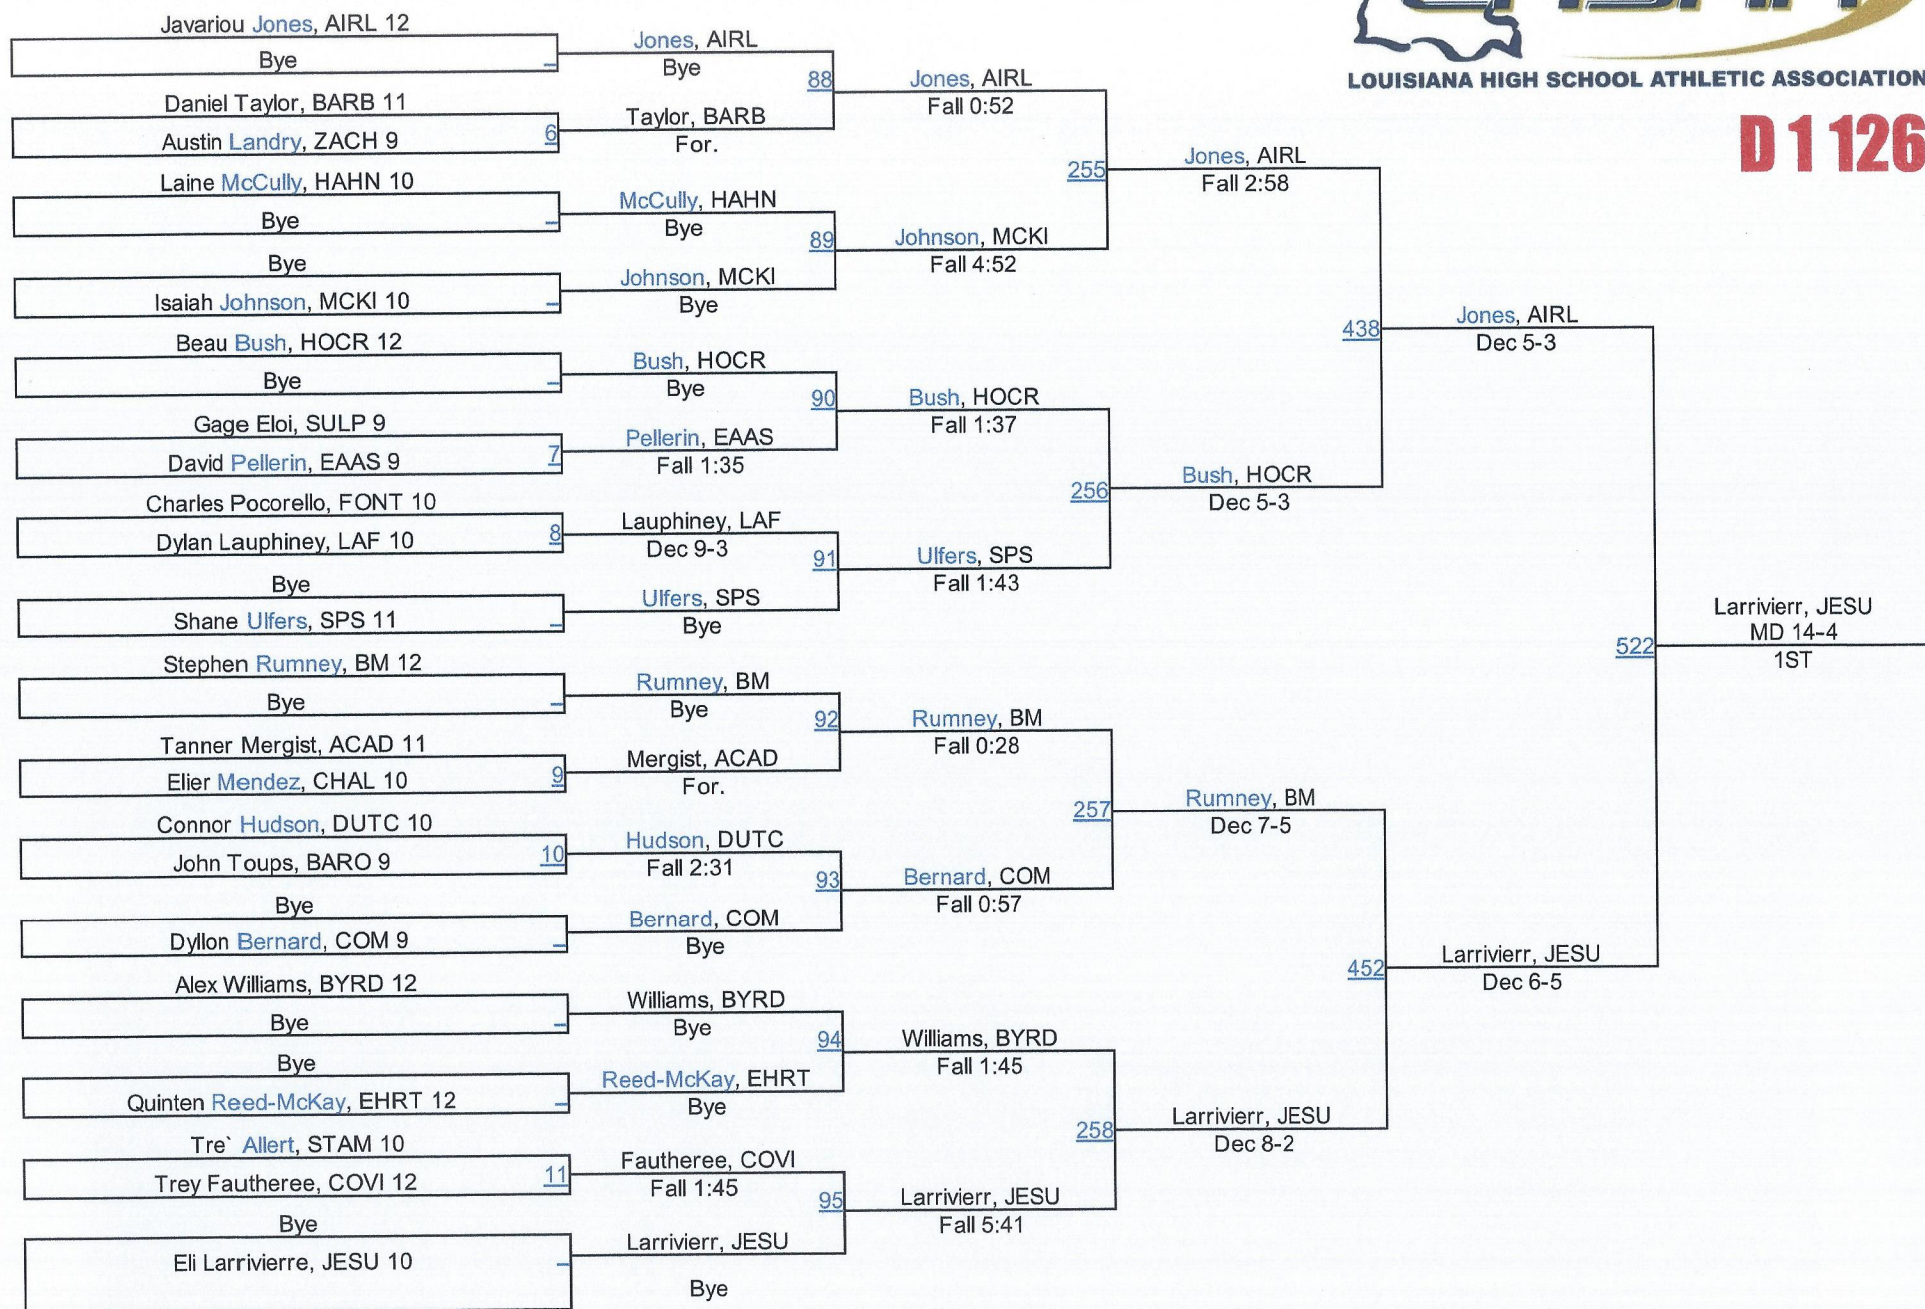 LOUISIANA HIGH SCHOOL ATHLETIC ASSOCIATION
D 1 126
Javariou Jones, AIRL 12
Bye
Daniel Taylor, BARB 11
Austin Landry, ZACH 9
6
Laine McCully, HAHN 10
Bye
Bye
Isaiah Johnson, MCKI 10
Beau Bush, HOCR 12
Bye
Gage Eloi, SULP 9
David Pellerin, EAAS 9
7
Charles Pocorello, FONT 10
Dylan Lauphiney, LAF 10
8
Bye
Shane Ulfers, SPS 11
Stephen Rumney, BM 12
Bye
Tanner Mergist, ACAD 11
Elier Mendez, CHAL 10
9
Connor Hudson, DUTC 10
John Toups, BARO 9
10
Bye
Dyllon Bernard, COM 9
Alex Williams, BYRD 12
Bye
Bye
Quinten Reed-McKay, EHRT 12
Tre` Allert, STAM 10
Trey Fautheree, COVI 12
11
Bye
Eli Larrivierre, JESU 10
Jones, AIRL
Bye
88
Taylor, BARB
For.
McCully, HAHN
Bye
89
Johnson, MCKI
Bye
Bush, HOCR
Bye
90
Pellerin, EAAS
Fall 1:35
Lauphiney, LAF
Dec 9-3
91
Ulfers, SPS
Bye
Rumney, BM
Bye
92
Mergist, ACAD
For.
Hudson, DUTC
Fall 2:31
93
Bernard, COM
Bye
Williams, BYRD
Bye
94
Reed-McKay, EHRT
Bye
Fautheree, COVI
Fall 1:45
95
Larrivierr, JESU
Bye
Jones, AIRL
Fall 0:52
255
Johnson, MCKI
Fall 4:52
Bush, HOCR
Fall 1:37
256
Ulfers, SPS
Fall 1:43
Rumney, BM
Fall 0:28
257
Bernard, COM
Fall 0:57
Williams, BYRD
Fall 1:45
258
Larrivierr, JESU
Fall 5:41
Jones, AIRL
Fall 2:58
438
Bush, HOCR
Dec 5-3
Rumney, BM
Dec 7-5
452
Larrivierr, JESU
Dec 8-2
Jones, AIRL
Dec 5-3
522
Larrivierr, JESU
Dec 6-5
Larrivierr, JESU
MD 14-4
1ST